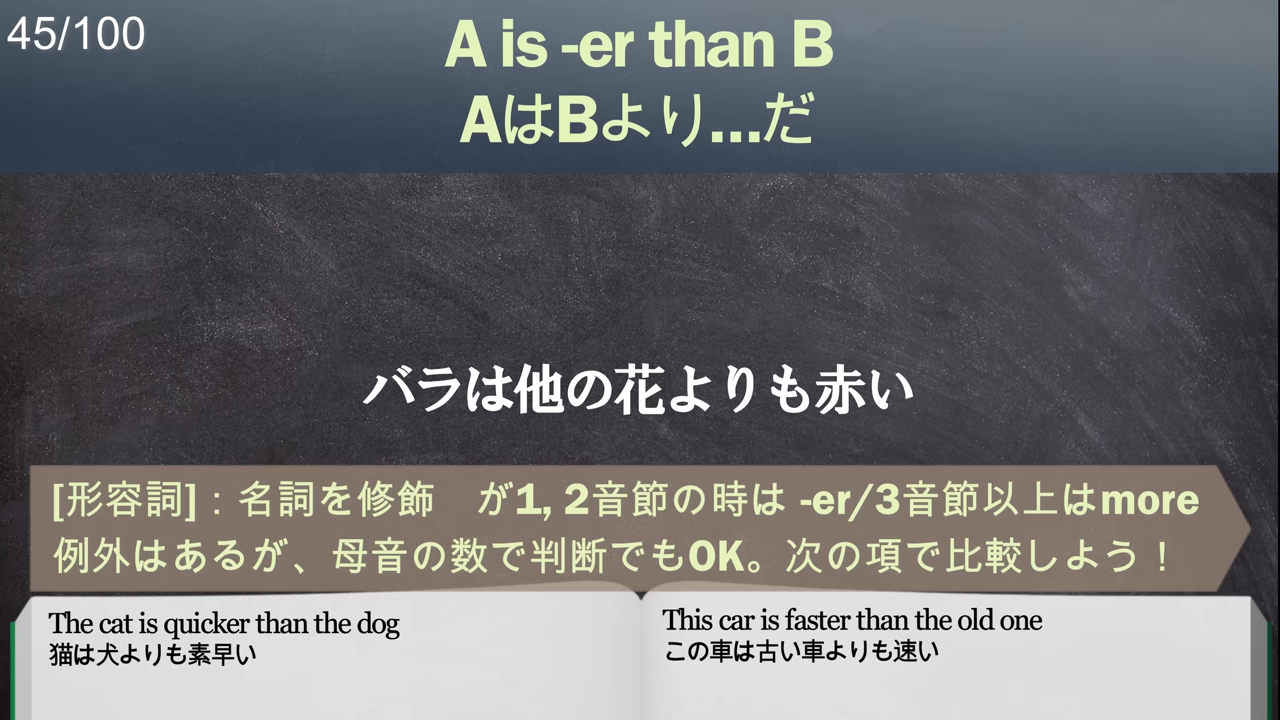 45/100
A is -er than B
AはBより...だ
バラは他の花よりも赤い
[形容詞]：名詞を修飾　が1, 2音節の時は -er/3音節以上はmore
例外はあるが、母音の数で判断でもOK。次の項で比較しよう！
The cat is quicker than the dog
猫は犬よりも素早い
This car is faster than the old one
この車は古い車よりも速い